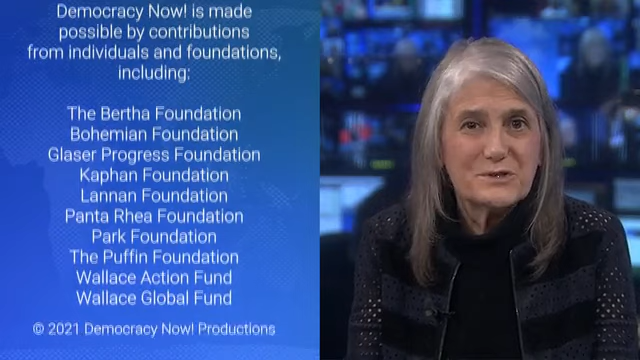 Democracy Now! is made
possible by contributions
from individuals and foundations,
including:
The Bertha Foundation
Bohemian Foundation
Glaser Progress Foundation
Kaphan Foundation
Lannan Foundation
Panta Rhea Foundation
Park Foundation
The Puffin Foundation
Wallace Action Fund
Wallace Global Fund
© 2021 Democracy Now! Productions